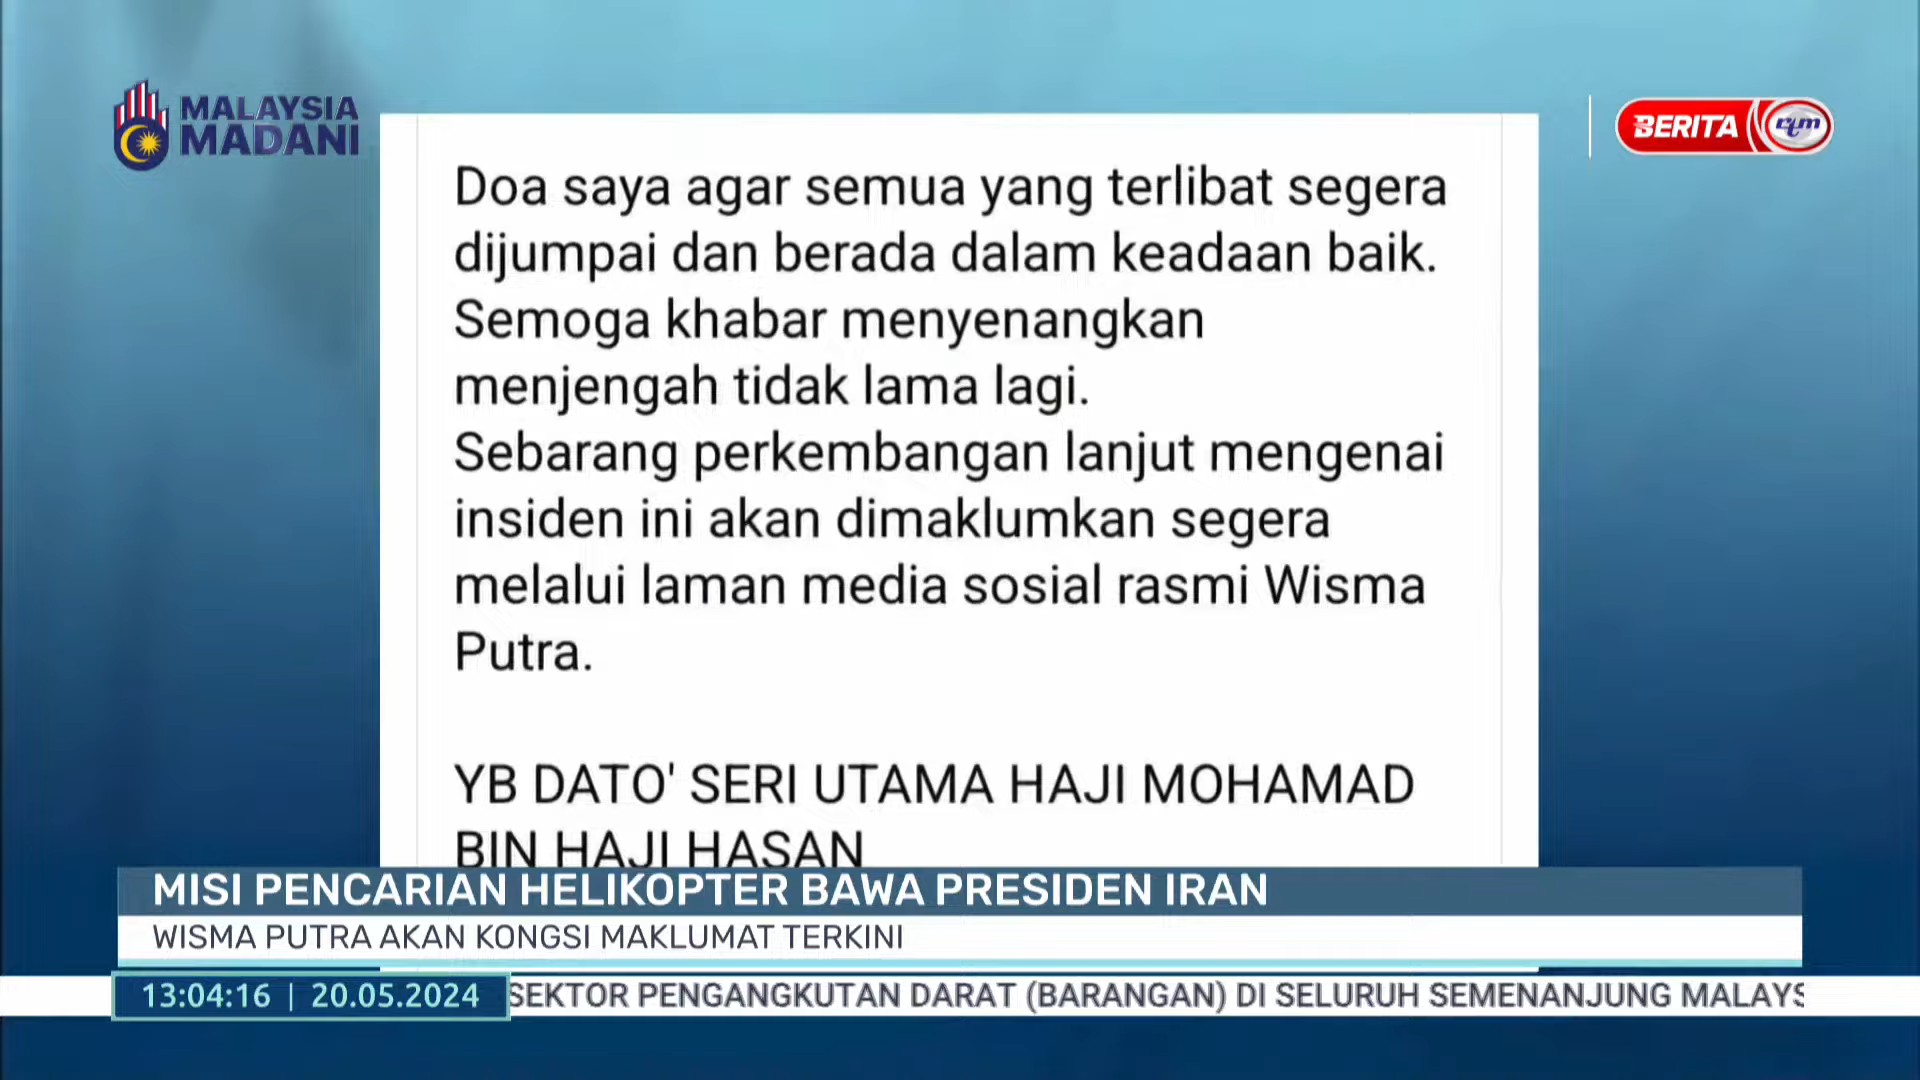 MALAYSIA
MADANI
BERITA rtm
Doa saya agar semua yang terlibat segera
dijumpai dan berada dalam keadaan baik.
Semoga khabar menyenangkan
menjengah tidak lama lagi.
Sebarang perkembangan lanjut mengenai
insiden ini akan dimaklumkan segera
melalui laman media sosial rasmi Wisma
Putra.
YB DATO' SERI UTAMA HAJI MOHAMAD
BIN HAJI HASAN
MISI PENCARIAN HELIKOPTER BAWA PRESIDEN IRAN
WISMA PUTRA AKAN KONGSI MAKLUMAT TERKINI
13:04:16 | 20.05.2024 SEKTOR PENGANGKUTAN DARAT (BARANGAN) DI SELURUH SEMENANJUNG MALAYS